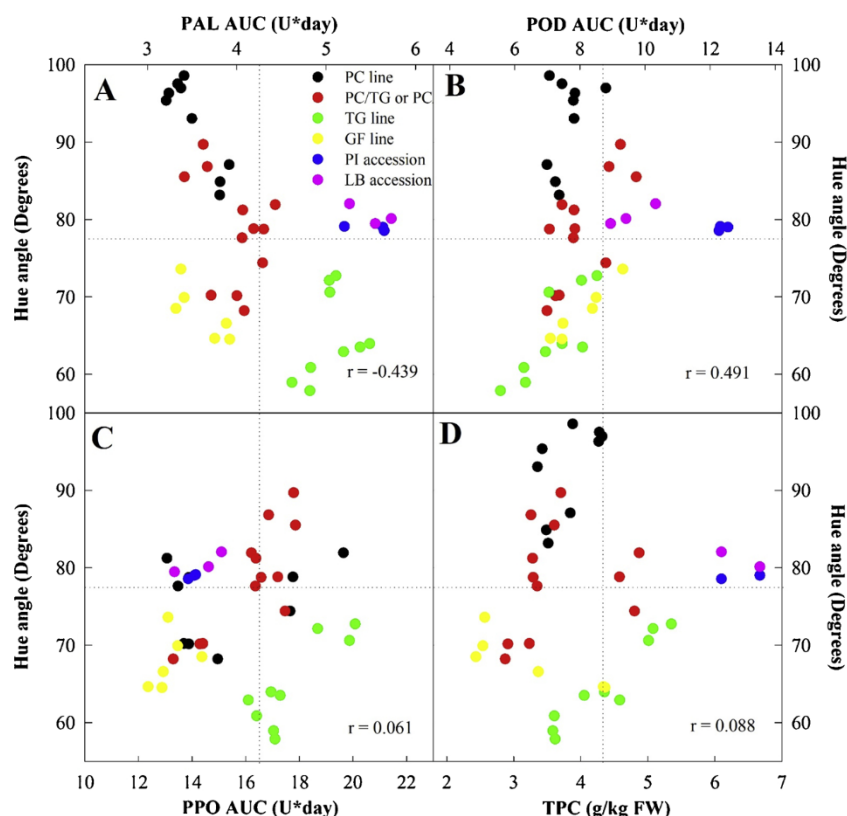 PAL AUC (U*day)
POD AUC (U*day)
3 4 5
4 6 8 10 12 14
100 100
A
B
PC line
PC/TG or PC
TG line
GF line
PI accession
LB accession
Hue angle (Degrees)
Hue angle (Degrees)
90 90
80 80
70 70
60 60
r = -0.439
r = 0.491
100 100
C
D
Hue angle (Degrees)
Hue angle (Degrees)
90 90
80 80
70 70
60 60
r = 0.061
r = 0.088
10 12 14 16 18 20 22
2 3 4 5 6 7
PPO AUC (U*day)
TPC (g/kg FW)